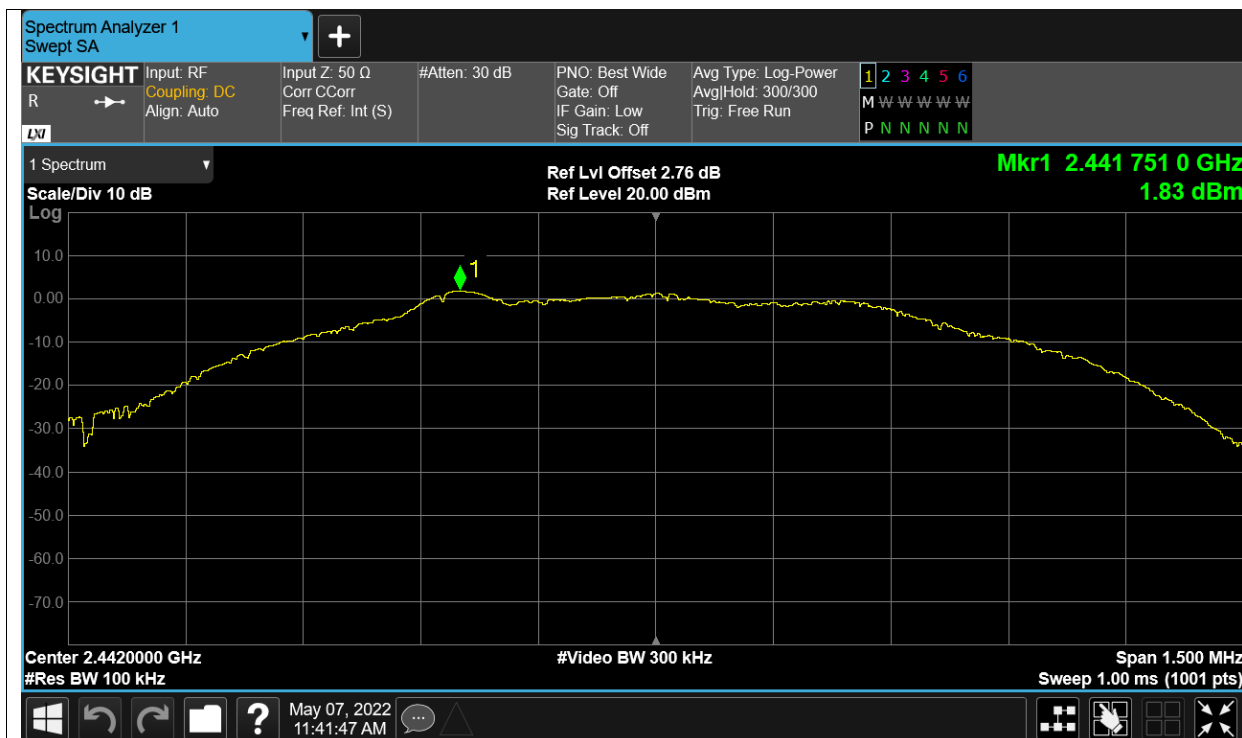 Spectrum Analyzer 1
Swept SA
KEYSIGHT
R
LXI
Input: RF
Coupling: DC
Align: Auto
Input Z: 50 Ω
Corr CCorr
Freq Ref: Int (S)
#Atten: 30 dB
PNO: Best Wide
Gate: Off
IF Gain: Low
Sig Track: Off
Avg Type: Log-Power
Avg|Hold: 300/300
Trig: Free Run
1 2 3 4 5 6
M W W W W W
P N N N N N
1 Spectrum
Scale/Div 10 dB
Log
Ref Lvl Offset 2.76 dB
Ref Level 20.00 dBm
Mkr1 2.441 751 0 GHz
1.83 dBm
10.0
0.00
-10.0
-20.0
-30.0
-40.0
-50.0
-60.0
-70.0
1
Center 2.4420000 GHz
#Res BW 100 kHz
#Video BW 300 kHz
Span 1.500 MHz
Sweep 1.00 ms (1001 pts)
?
May 07, 2022
11:41:47 AM